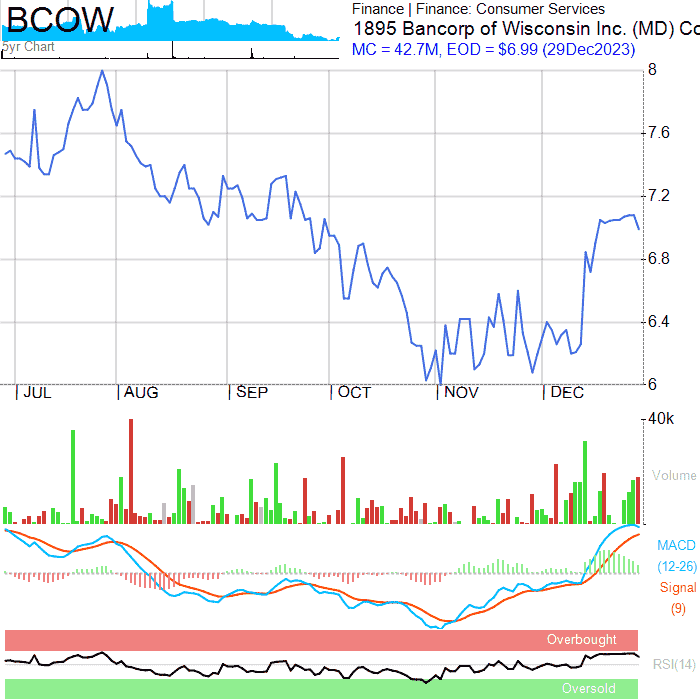 BCOW
5yr Chart
Finance | Finance: Consumer Services
1895 Bancorp of Wisconsin Inc. (MD) Co
MC = 42.7M, EOD = $6.99 (29Dec2023)
8
7.6
7.2
6.8
6.4
6
JUL AUG SEP OCT NOV DEC
40k
Volume
MACD
(12-26)
Signal
(9)
Overbought
RSI(14)
Oversold